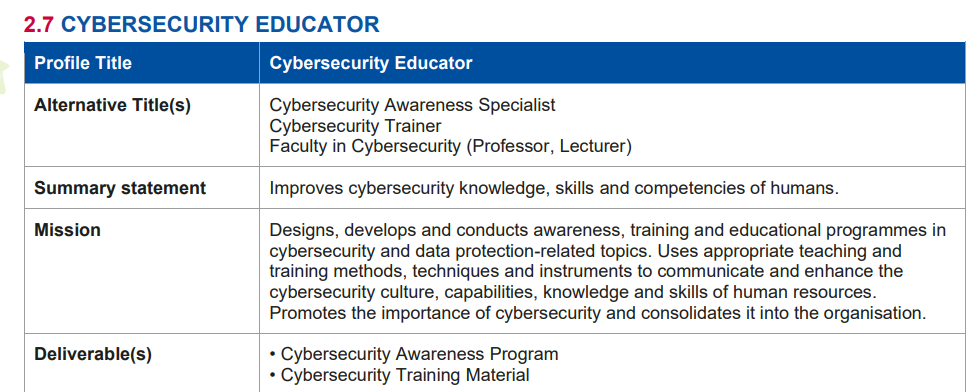 2.7 CYBERSECURITY EDUCATOR
Profile Title Cybersecurity Educator
Alternative Title(s) Cybersecurity Awareness Specialist
Cybersecurity Trainer
Faculty in Cybersecurity (Professor, Lecturer)
Summary statement Improves cybersecurity knowledge, skills and competencies of humans.
Mission Designs, develops and conducts awareness, training and educational programmes in
cybersecurity and data protection-related topics. Uses appropriate teaching and
training methods, techniques and instruments to communicate and enhance the
cybersecurity culture, capabilities, knowledge and skills of human resources.
Promotes the importance of cybersecurity and consolidates it into the organisation.
Deliverable(s) • Cybersecurity Awareness Program
• Cybersecurity Training Material